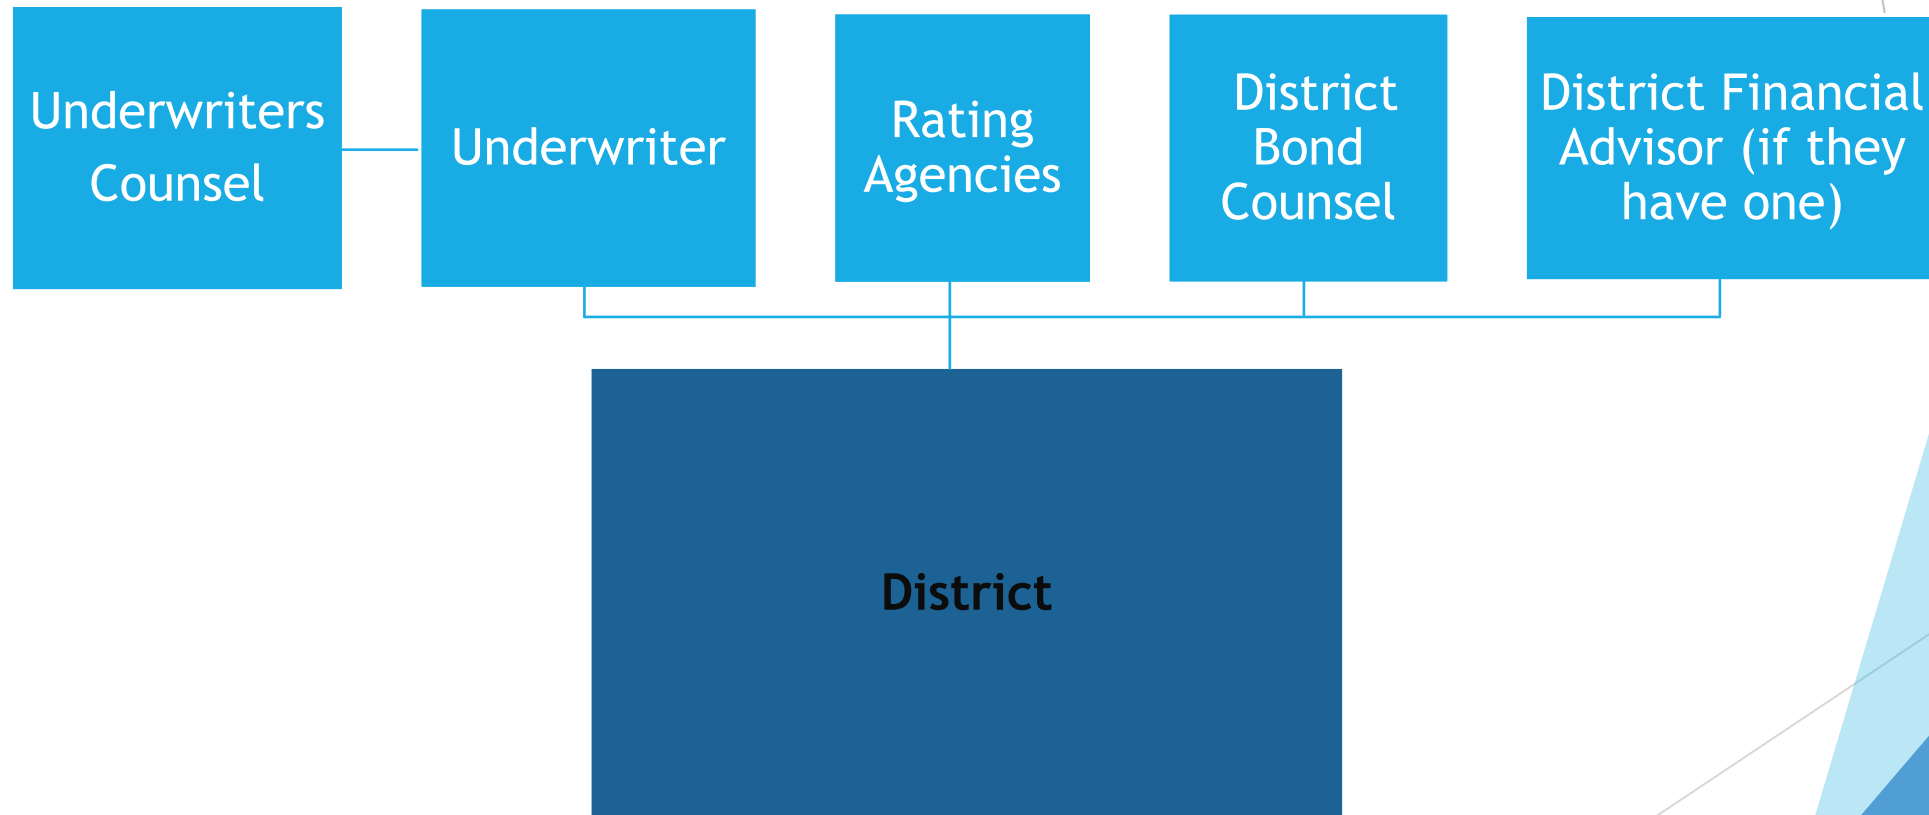 Underwriters
Counsel
Underwriter
Rating
Agencies
District
Bond
Counsel
District Financial
Advisor (if they
have one)
District